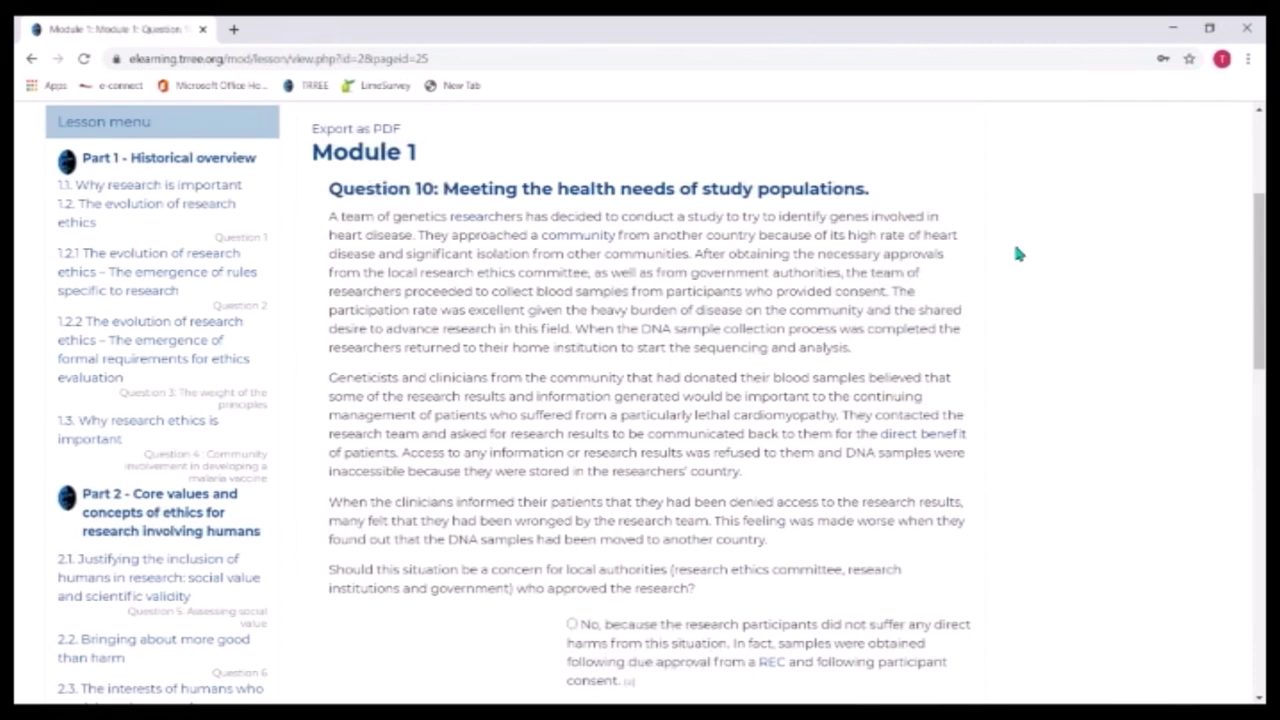 Module 1: Module 1: Question 1
elearning.trree.org/mod/lesson/view.php?id=28&pageid=25
T
Apps
e-connect
Microsoft Office Ho...
TRREE
LimeSurvey
New Tab
Lesson menu
Part 1 - Historical overview
1.1. Why research is important
1.2. The evolution of research
ethics
Question 1
1.2.1 The evolution of research
ethics – The emergence of rules
specific to research
Question 2
1.2.2 The evolution of research
ethics – The emergence of
formal requirements for ethics
evaluation
Question 3: The weight of the
principles
1.3. Why research ethics is
important
Question 4 : Community
involvement in developing a
malaria vaccine
Part 2 - Core values and
concepts of ethics for
research involving humans
2.1. Justifying the inclusion of
humans in research: social value
and scientific validity
Question 5: Assessing social
value
2.2. Bringing about more good
than harm
Question 6
2.3. The interests of humans who
Export as PDF
Module 1
Question 10: Meeting the health needs of study populations.
A team of genetics researchers has decided to conduct a study to try to identify genes involved in
heart disease. They approached a community from another country because of its high rate of heart
disease and significant isolation from other communities. After obtaining the necessary approvals
from the local research ethics committee, as well as from government authorities, the team of
researchers proceeded to collect blood samples from participants who provided consent. The
participation rate was excellent given the heavy burden of disease on the community and the shared
desire to advance research in this field. When the DNA sample collection process was completed the
researchers returned to their home institution to start the sequencing and analysis.
Geneticists and clinicians from the community that had donated their blood samples believed that
some of the research results and information generated would be important to the continuing
management of patients who suffered from a particularly lethal cardiomyopathy. They contacted the
research team and asked for research results to be communicated back to them for the direct benefit
of patients. Access to any information or research results was refused to them and DNA samples were
inaccessible because they were stored in the researchers' country.
When the clinicians informed their patients that they had been denied access to the research results,
many felt that they had been wronged by the research team. This feeling was made worse when they
found out that the DNA samples had been moved to another country.
Should this situation be a concern for local authorities (research ethics committee, research
institutions and government) who approved the research?
No, because the research participants did not suffer any direct
harms from this situation. In fact, samples were obtained
following due approval from a REC and following participant
consent.